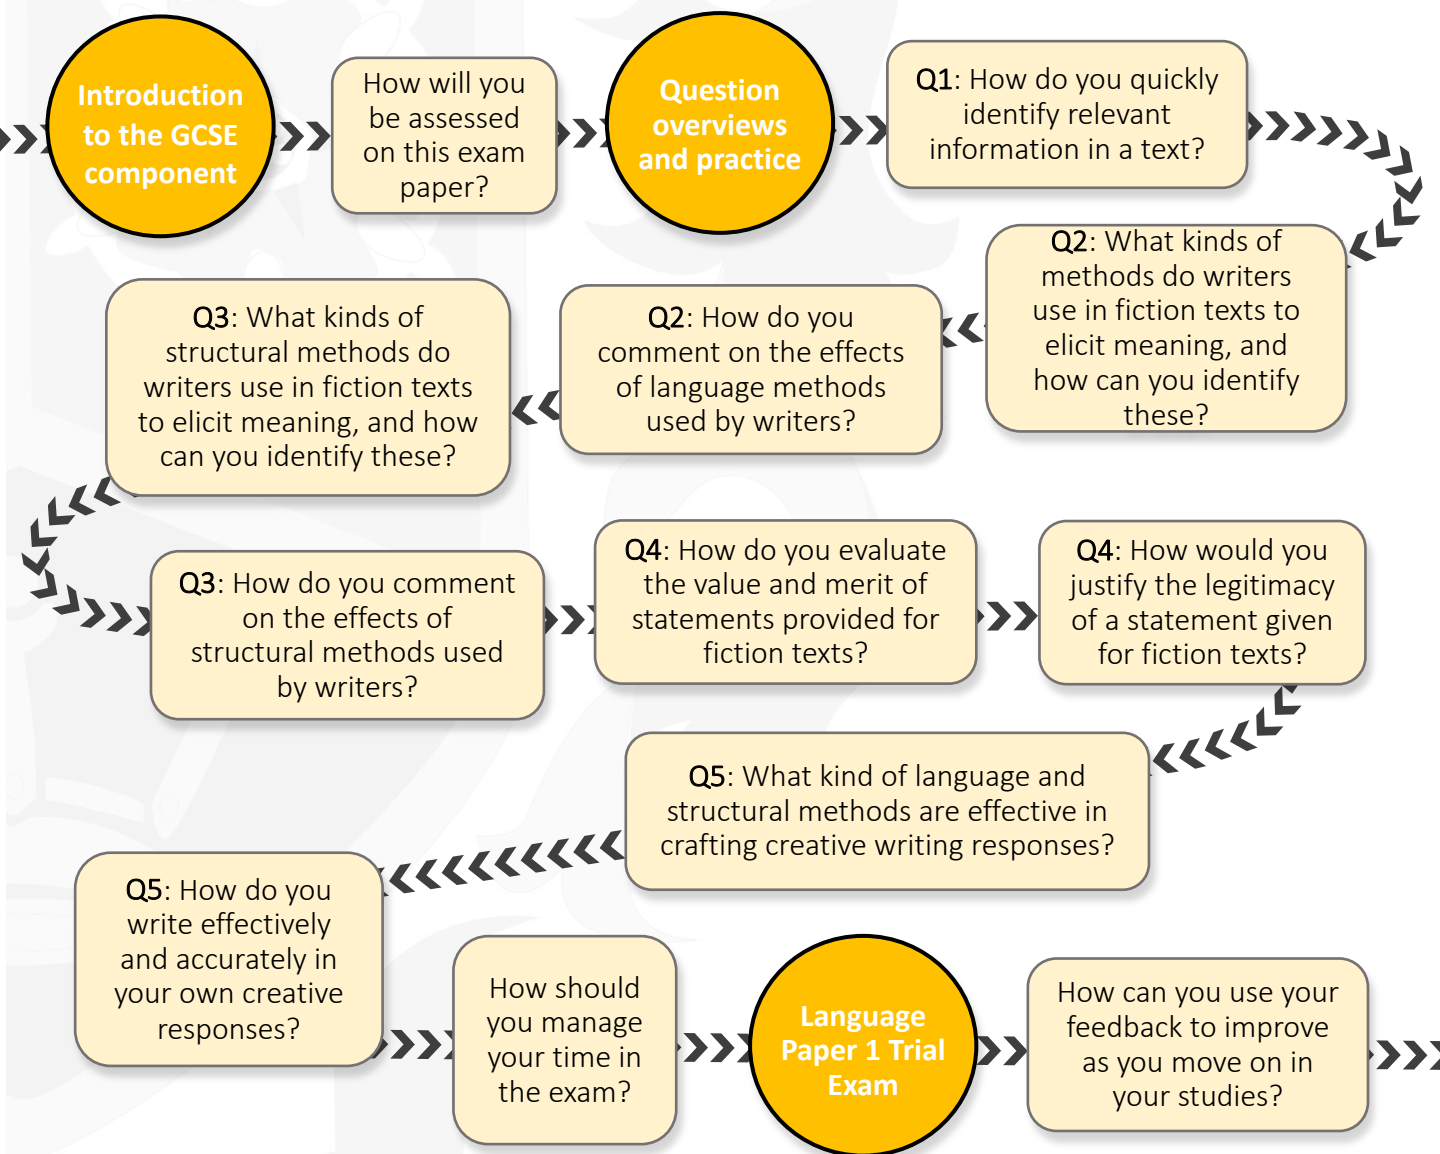 Introduction
to the GCSE
component
How will you
be assessed
on this exam
paper?
Question
overviews
and practice
Q1: How do you quickly
identify relevant
information in a text?
Q2: What kinds of
methods do writers
use in fiction texts to
elicit meaning, and
how can you identify
these?
Q2: How do you
comment on the effects
of language methods
used by writers?
Q3: What kinds of
structural methods do
writers use in fiction texts
to elicit meaning, and how
can you identify these?
Q3: How do you comment
on the effects of
structural methods used
by writers?
Q4: How do you evaluate
the value and merit of
statements provided for
fiction texts?
Q4: How would you
justify the legitimacy
of a statement given
for fiction texts?
Q5: What kind of language and
structural methods are effective in
crafting creative writing responses?
Q5: How do you
write effectively
and accurately in
your own creative
responses?
How should
you manage
your time in
the exam?
Language
Paper 1 Trial
Exam
How can you use your
feedback to improve
as you move on in
your studies?